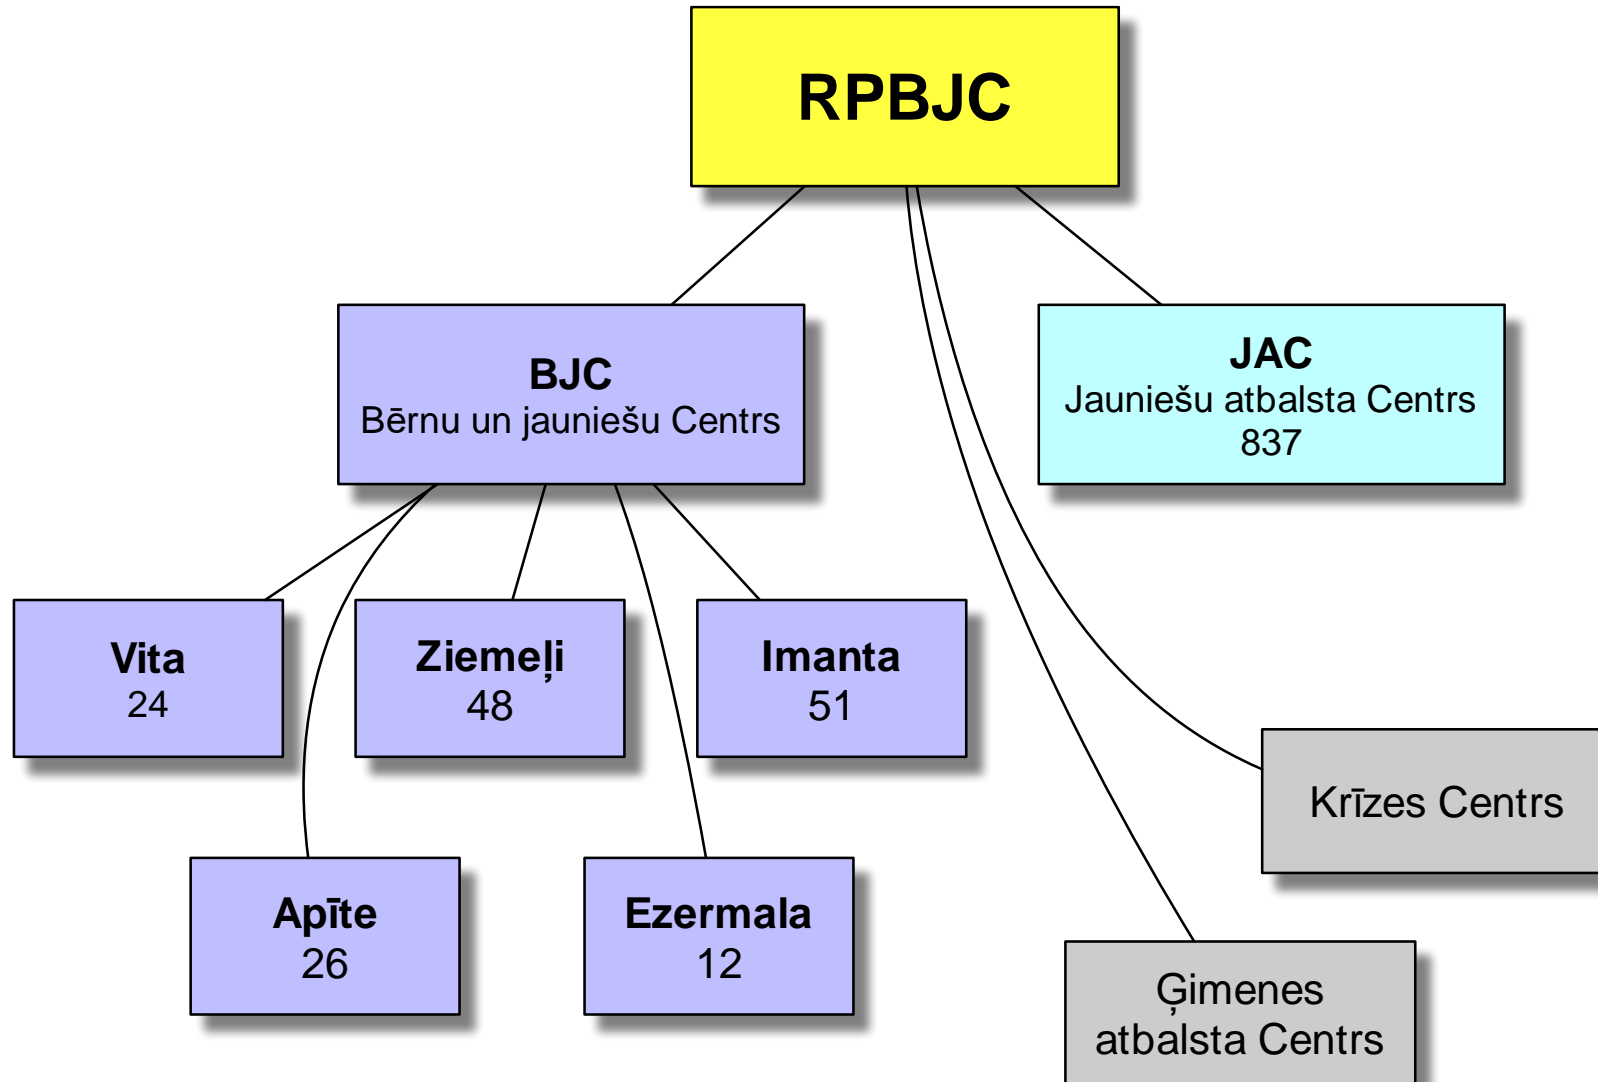 RPBJC
BJC
Bērnu un jauniešu Centrs
JAC
Jauniešu atbalsta Centrs
837
Vita
24
Ziemeļi
48
Imanta
51
Krīzes Centrs
Apīte
26
Ezermala
12
Ģimenes
atbalsta Centrs